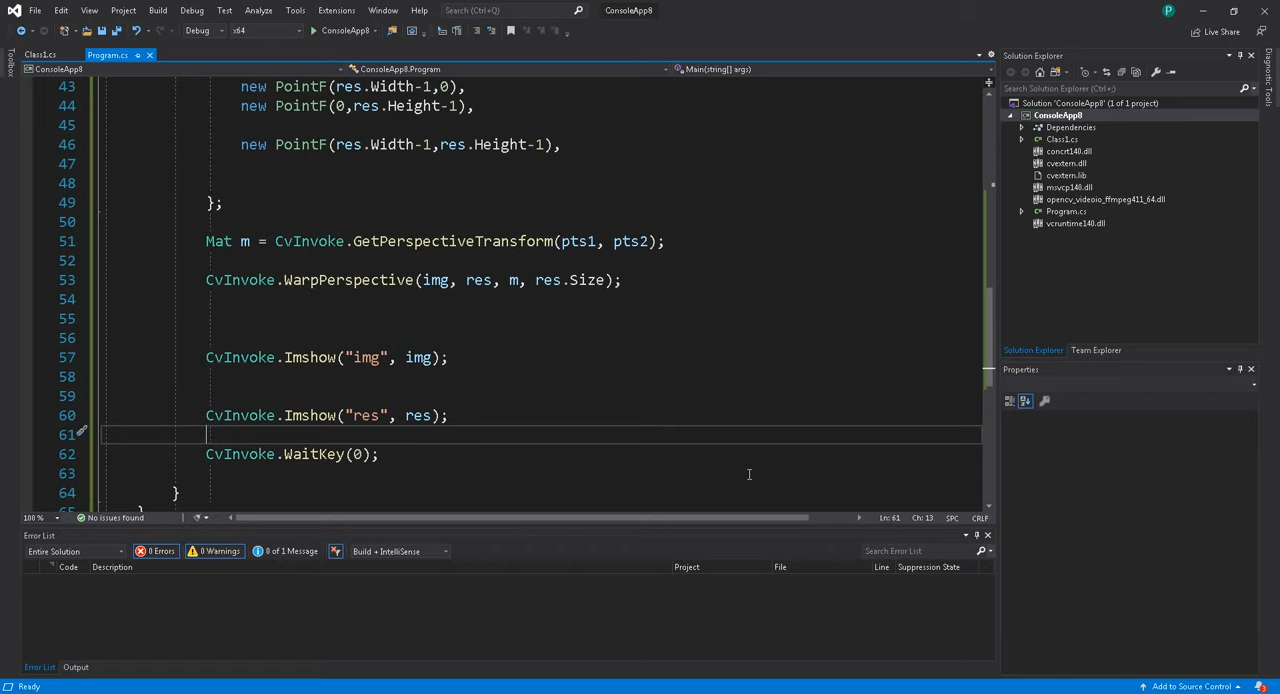 File Edit View Project Build Debug Test Analyze Tools Extensions Window Help Search (Ctrl+Q) ConsoleApp8 P
Debug x64 ConsoleApp8 Live Share
Toolbox
Class1.cs Program.cs
ConsoleApp8 ConsoleApp8.Program Main(string[] args)
43 new PointF(res.Width-1,0),
44 new PointF(0,res.Height-1),
45
46 new PointF(res.Width-1,res.Height-1),
47
48
49 };
50
51 Mat m = CvInvoke.GetPerspectiveTransform(pts1, pts2);
52
53 CvInvoke.WarpPerspective(img, res, m, res.Size);
54
55
56
57 CvInvoke.Imshow("img", img);
58
59
60 CvInvoke.Imshow("res", res);
61
62 CvInvoke.WaitKey(0);
63
64 }
65 }
100 % No issues found Ln: 61 Ch: 13 SPC CRLF
Error List
Entire Solution 0 Errors 0 Warnings 0 of 1 Message Build + IntelliSense Search Error List
Code Description Project File Line Suppression State
Error List Output
Solution Explorer
Search Solution Explorer (Ctrl+;)
Solution 'ConsoleApp8' (1 of 1 project)
ConsoleApp8
Dependencies
Class1.cs
concrt140.dll
cvextern.dll
cvextern.lib
msvcp140.dll
opencv_videoio_ffmpeg411_64.dll
Program.cs
vcruntime140.dll
Solution Explorer Team Explorer
Properties
Diagnostic Tools
Ready Add to Source Control